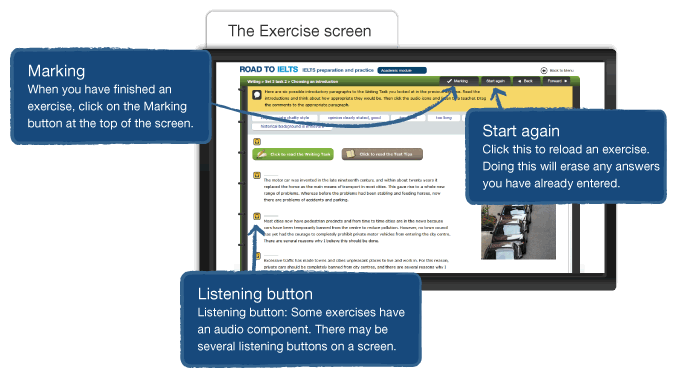 The Exercise screen
ROAD TO IELTS IELTS preparation and practice Academic module
Back to Menu
Writing > Set 2 task 2 > Choosing an introduction
Marking Start again Back Forward
Here are six possible introductory paragraphs to the Writing Task you looked at in the previous Read the
introductions and think about how appropriate they would be. Then click the audio icons and drag
the comments to the appropriate paragraph.
chatty style opinion clearly stated, good too long
historical background is irrelevant
Click to read the Writing Task Click to read the Test Tips
The motor car was invented in the late nineteenth century, and within about twenty years it
replaced the horse as the main means of transport in most cities. This gave rise to a whole new
range of problems. Whereas before the problems had been stabling and feeding horses, now
there are problems of accidents and parking.
Most cities now have pedestrian precincts and from time to time cities are in the news because
cars have been temporarily banned from the centre to reduce pollution. However, no town council
has yet had the courage to completely prohibit private motor vehicles from entering the city centre.
There are several reasons why I believe this should be done.
Excessive traffic has made towns and cities unpleasant places to live and work in. For this reason,
private cars should be completely banned from city centres, and there are several reasons why I
Marking
When you have finished an
exercise, click on the Marking
button at the top of the screen.
Start again
Click this to reload an exercise.
Doing this will erase any answers
you have already entered.
Listening button
Listening button: Some exercises have
an audio component. There may be
several listening buttons on a screen.